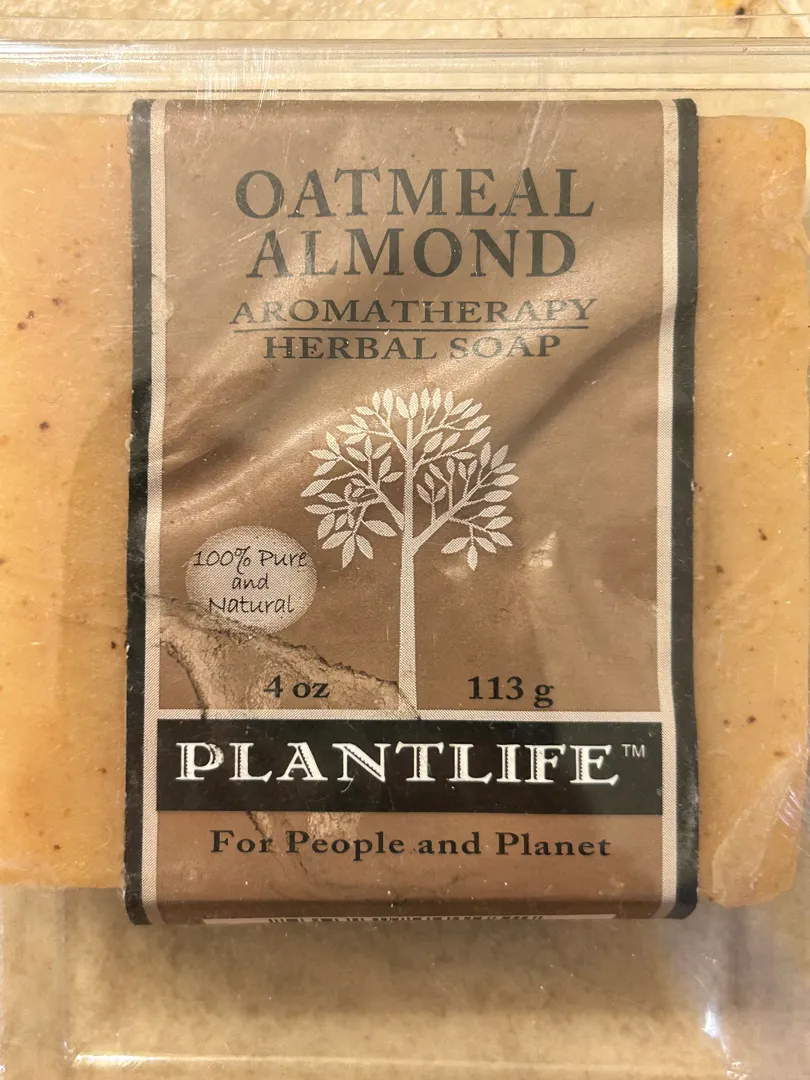 OATMEAL
ALMOND
AROMATHERAPY
HERBAL SOAP
100% Pure
and
Natural
4 oz 113 g
PLANTLIFE™
For People and Planet